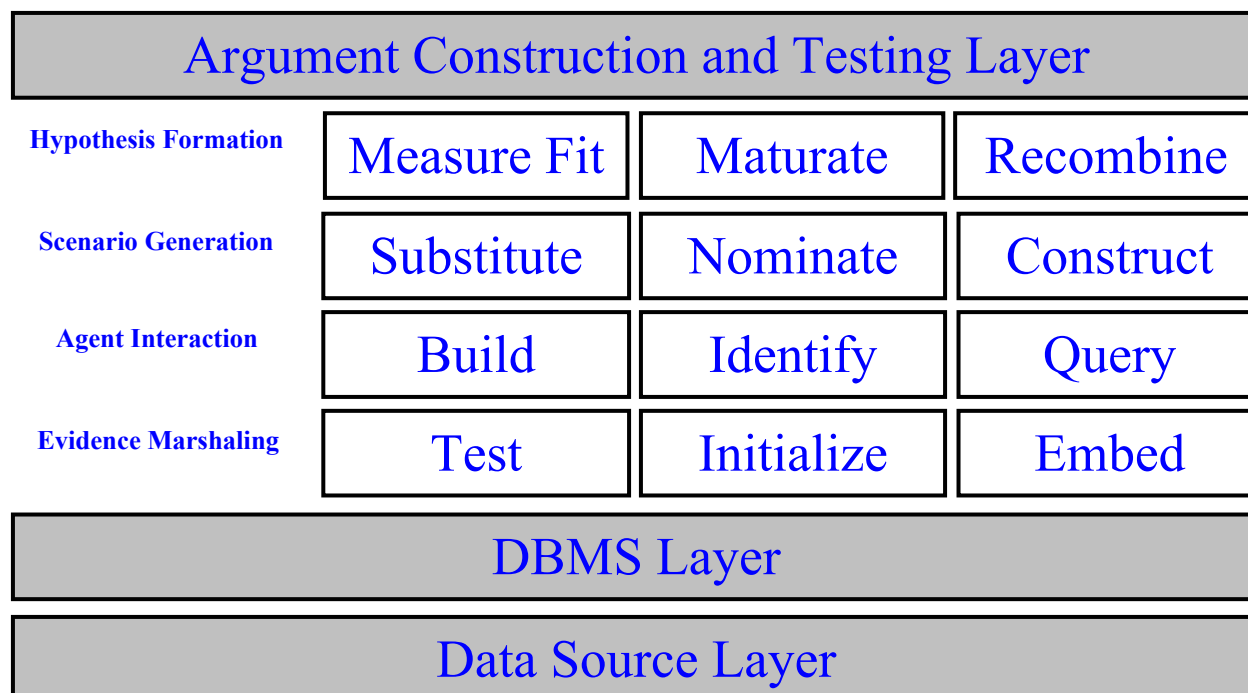 Argument Construction and Testing Layer
Hypothesis Formation Measure Fit Maturate Recombine
Scenario Generation Substitute Nominate Construct
Agent Interaction Build Identify Query
Evidence Marshaling Test Initialize Embed
DBMS Layer
Data Source Layer